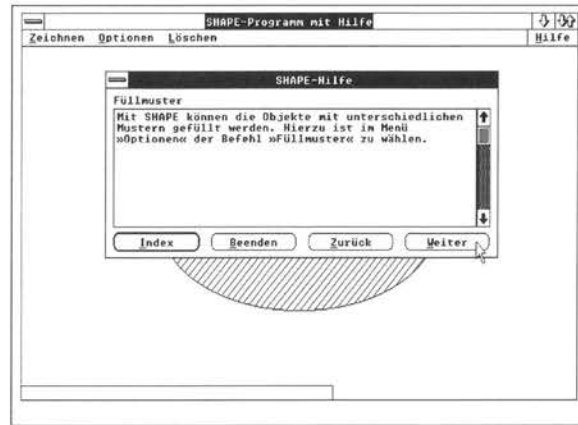 SHAPE-Programm mit Hilfe
Zeichnen Optionen Löschen Hilfe
SHAPE-Hilfe
Füllmuster
Mit SHAPE können die Objekte mit unterschiedlichen
Mustern gefüllt werden. Hierzu ist im Menü
»Optionen« der Befehl »Füllmuster« zu wählen.
Index Beenden Zurück Weiter